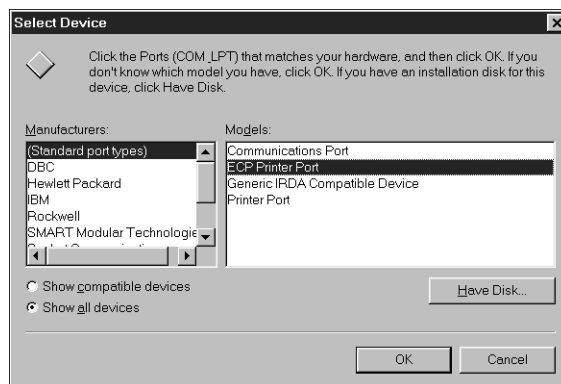 Select Device
Click the Ports (COM_LPT) that matches your hardware, and then click OK. If you
don't know which model you have, click OK. If you have an installation disk for this
device, click Have Disk.
Manufacturers:
(Standard port types)
DBC
Hewlett Packard
IBM
Rockwell
SMART Modular Technologie
Models:
Communications Port
ECP Printer Port
Generic IRDA Compatible Device
Printer Port
Show compatible devices
Show all devices
Have Disk...
OK
Cancel